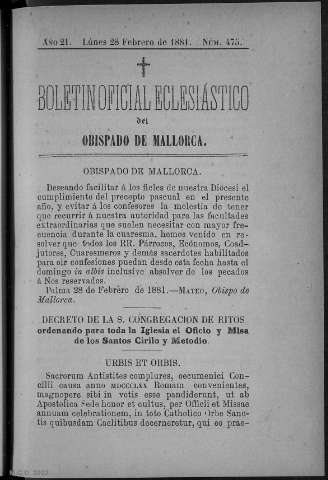 AÑO 21. Lúnes 28 Febrero de 1881. NÚM. 475.
BOLETIN OFICIAL ECLESIÁSTICO
del
OBISPADO DE MALLORCA.
OBISPADO DE MALLORCA.
Deseando facilitar á los fieles de nuestra Diócesi el
cumplimiento del precepto pascual en el presente
año, y evitar á los confesores la molestia de tener
que recurrir á nuestra autoridad para las facultades
extraordinarias que suelen necesitar con mayor fre-
cuencia durante la cuaresma, hemos venido en re-
solver que todos los RR. Párrocos, Ecónomos, Coad-
jutores, Cuaresmeros y demás sacerdotes habilitados
para oir confesiones puedan desde esta fecha hasta el
domingo in albis inclusive absolver de los pecados
á Nos reservados.
Palma 28 de Febrero de 1881.—MATEO, Obispo de
Mallorca.
DECRETO DE LA S. CONGREGACION DE RITOS
ordenando para toda la Iglesia el Oficio y Misa
de los Santos Cirilo y Metodio.
URBIS ET ORBIS.
Sacrorum Antistites complures, oecumenici Con-
cilii causa anno MDCCCLXX Romam convenientes,
magnopere sibi in votis esse pandiderunt, ut ab
Apostolica Sede honor et cultus, per Officii et Missae
annuam celebrationem, in toto Catholico Orbe Sanc-
tis quibusdam Caelitibus decerneretur, qui eo prae-